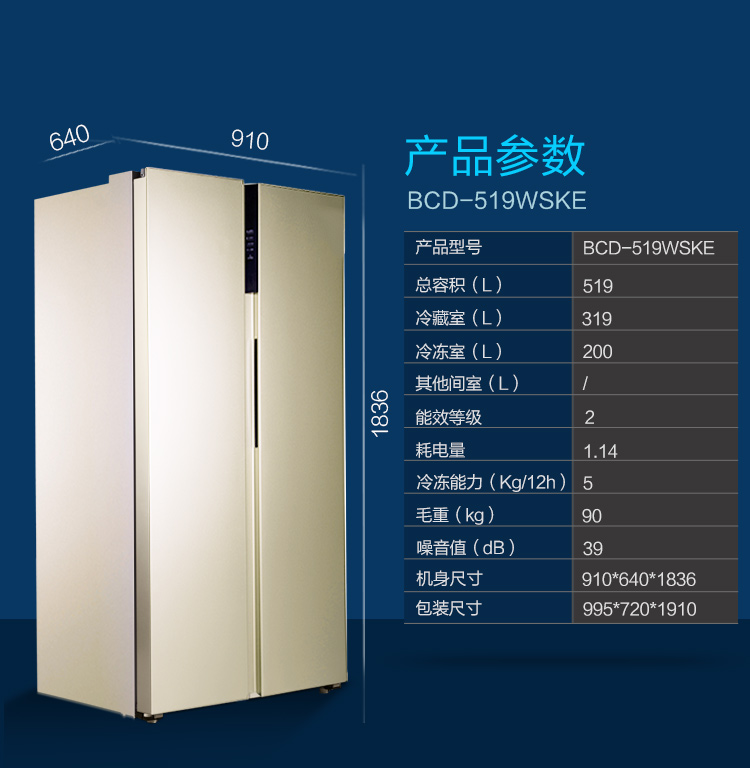 640
910
1836
产品参数
BCD-519WSKE
产品型号 BCD-519WSKE
总容积（L） 519
冷藏室（L） 319
冷冻室（L） 200
其他间室（L） /
能效等级 2
耗电量 1.14
冷冻能力（Kg/12h） 5
毛重（kg） 90
噪音值（dB） 39
机身尺寸 910*640*1836
包装尺寸 995*720*1910